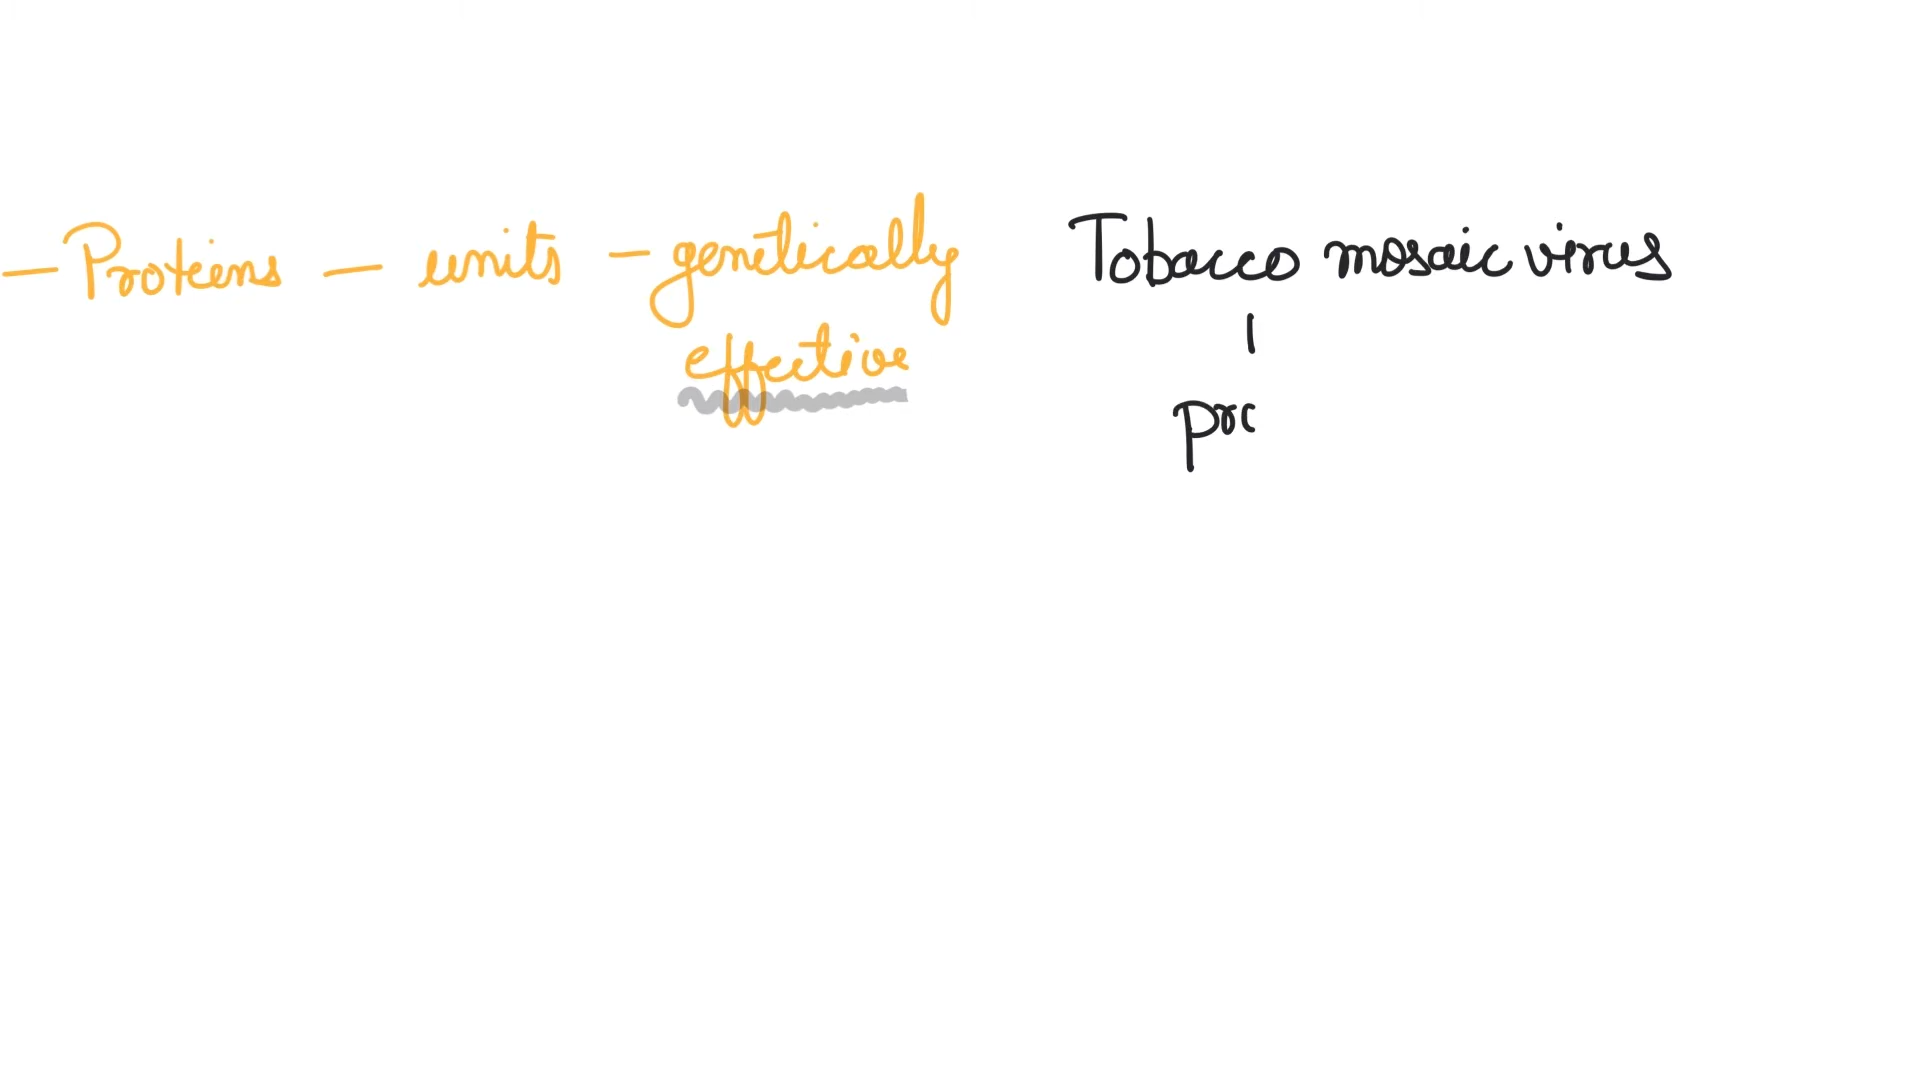 — Proteins — units — genetically
effective
Tobacco mosaic virus
pro